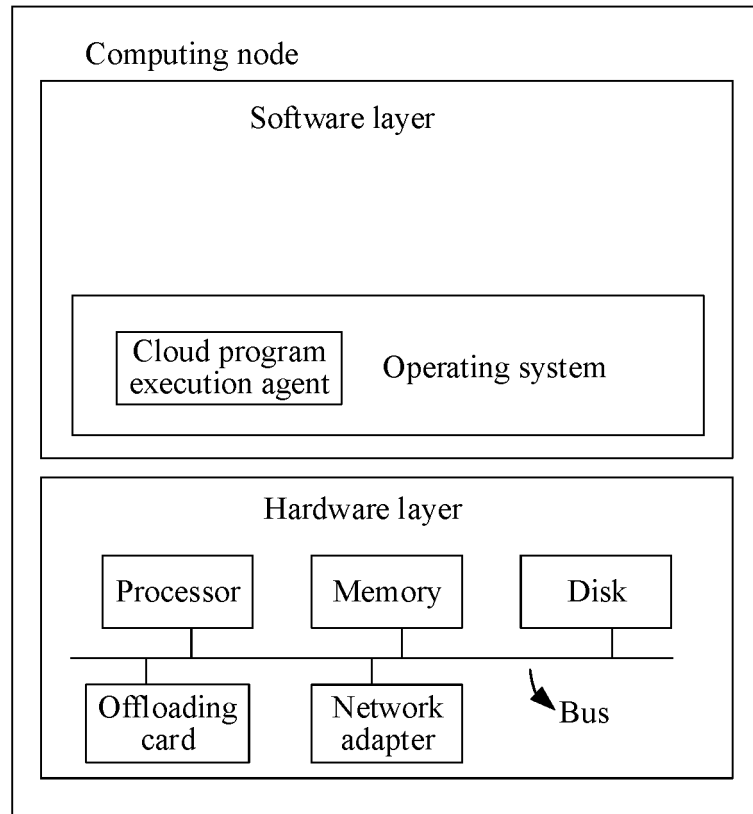 Computing node
Software layer
Cloud program
execution agent
Operating system
Hardware layer
Processor
Memory
Disk
Offloading
card
Network
adapter
Bus